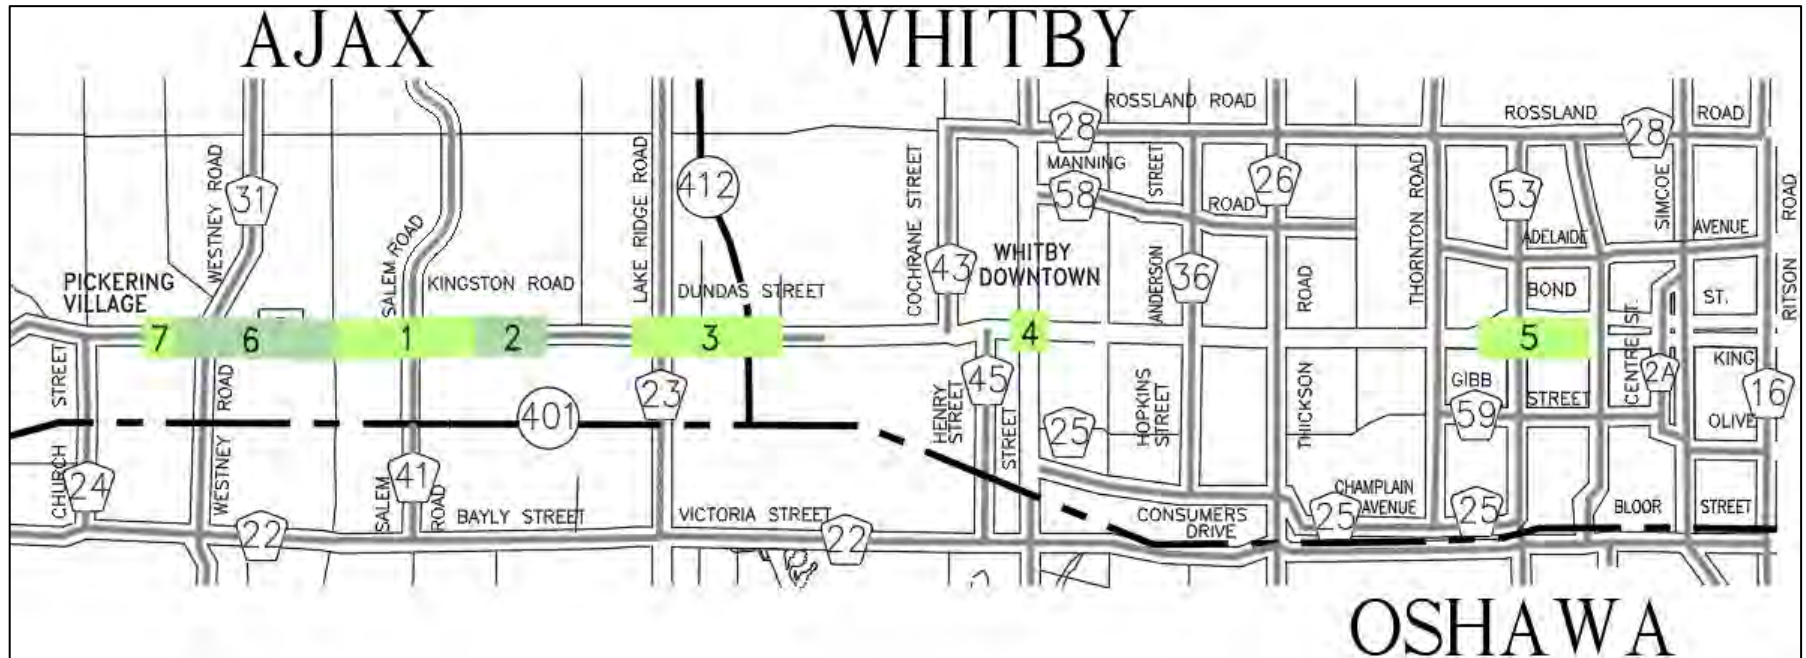 AJAX
WHITBY
ROSSLAND ROAD
ROSSLAND
ROAD
28
28
MANNING
ROAD
58
STREET
26
53
31
412
WESTNEY ROAD
SALEM ROAD
LAKE RIDGE ROAD
COCHRANE STREET
THORNTON ROAD
SIMCOE
RITSON ROAD
AVENUE
ADELAIDE
43
WHITBY
DOWNTOWN
ANDERSON
36
ROAD
PICKERING
VILLAGE
KINGSTON ROAD
DUNDAS STREET
BOND
ST.
CENTRE ST.
7
6
1
2
3
4
5
KING
2A
16
STREET
ROAD
401
23
45
HENRY
STREET
STREET
25
HOPKINS
STREET
THICKSON
GIBB
STREET
59
OLIVE
CHURCH
24
WESTNEY
41
SALEM
ROAD
22
BAYLY STREET
VICTORIA STREET
22
CONSUMERS
DRIVE
CHAMPLAIN
AVENUE
25
25
BLOOR
STREET
OSHAWA